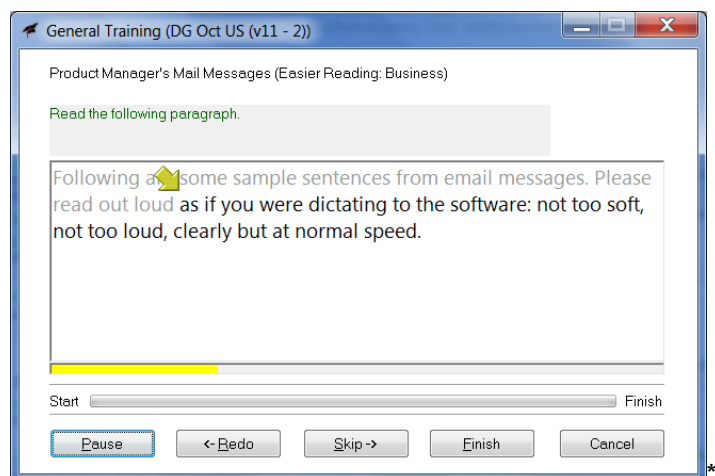 General Training (DG Oct US (v11 - 2))
Product Manager's Mail Messages (Easier Reading: Business)
Read the following paragraph.
Following some sample sentences from email messages. Please
read out loud as if you were dictating to the software: not too soft,
not too loud, clearly but at normal speed.
Start Finish
Pause <- Redo Skip -> Finish Cancel
*